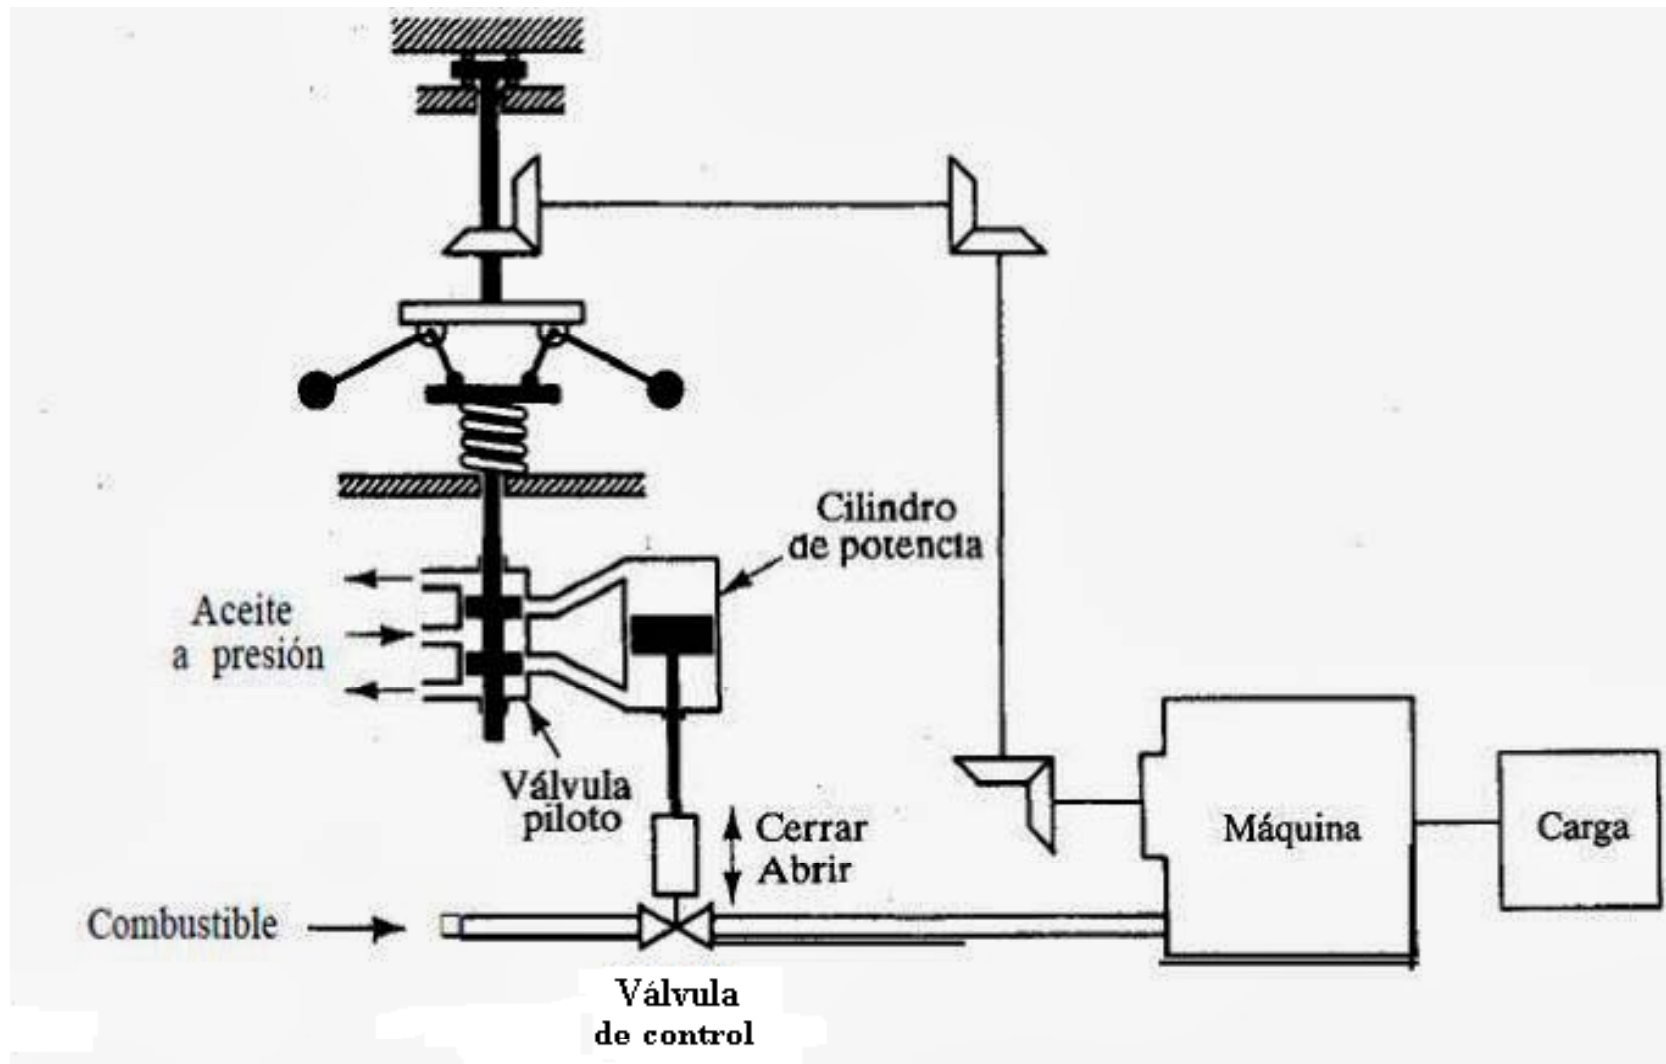 Cilindro
de potencia
Aceite
a presión
Válvula
piloto
Cerrar
Abrir
Máquina
Carga
Combustible
Válvula
de control